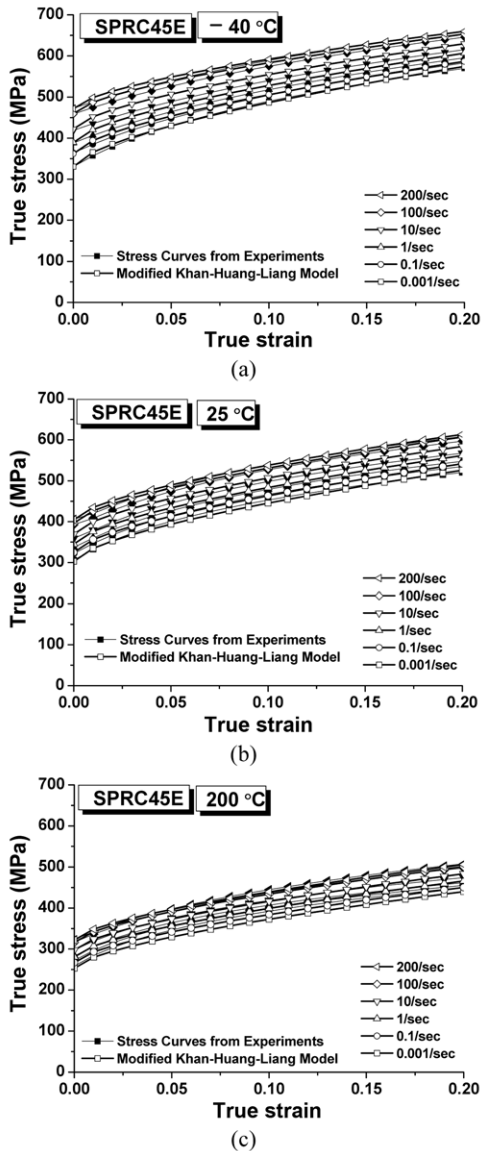 SPRC45E
– 40 °C
True stress (MPa)
700
600
500
400
300
200
100
0
200/sec
100/sec
10/sec
1/sec
0.1/sec
0.001/sec
Stress Curves from Experiments
Modified Khan-Huang-Liang Model
0.00
0.05
0.10
0.15
0.20
True strain
(a)
SPRC45E
25 °C
True stress (MPa)
700
600
500
400
300
200
100
0
200/sec
100/sec
10/sec
1/sec
0.1/sec
0.001/sec
Stress Curves from Experiments
Modified Khan-Huang-Liang Model
0.00
0.05
0.10
0.15
0.20
True strain
(b)
SPRC45E
200 °C
True stress (MPa)
700
600
500
400
300
200
100
0
200/sec
100/sec
10/sec
1/sec
0.1/sec
0.001/sec
Stress Curves from Experiments
Modified Khan-Huang-Liang Model
0.00
0.05
0.10
0.15
0.20
True strain
(c)